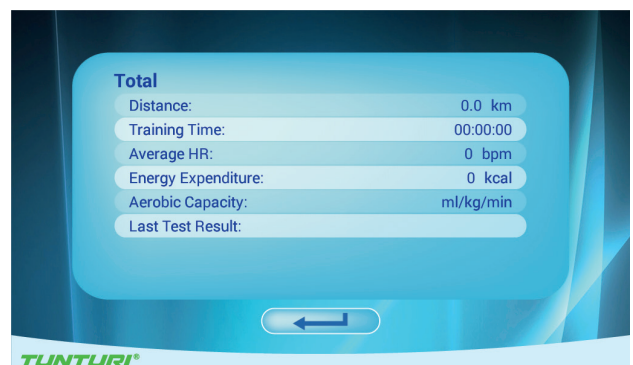 Total
Distance: 0.0 km
Training Time: 00:00:00
Average HR: 0 bpm
Energy Expenditure: 0 kcal
Aerobic Capacity: ml/kg/min
Last Test Result:
TUNTURI®